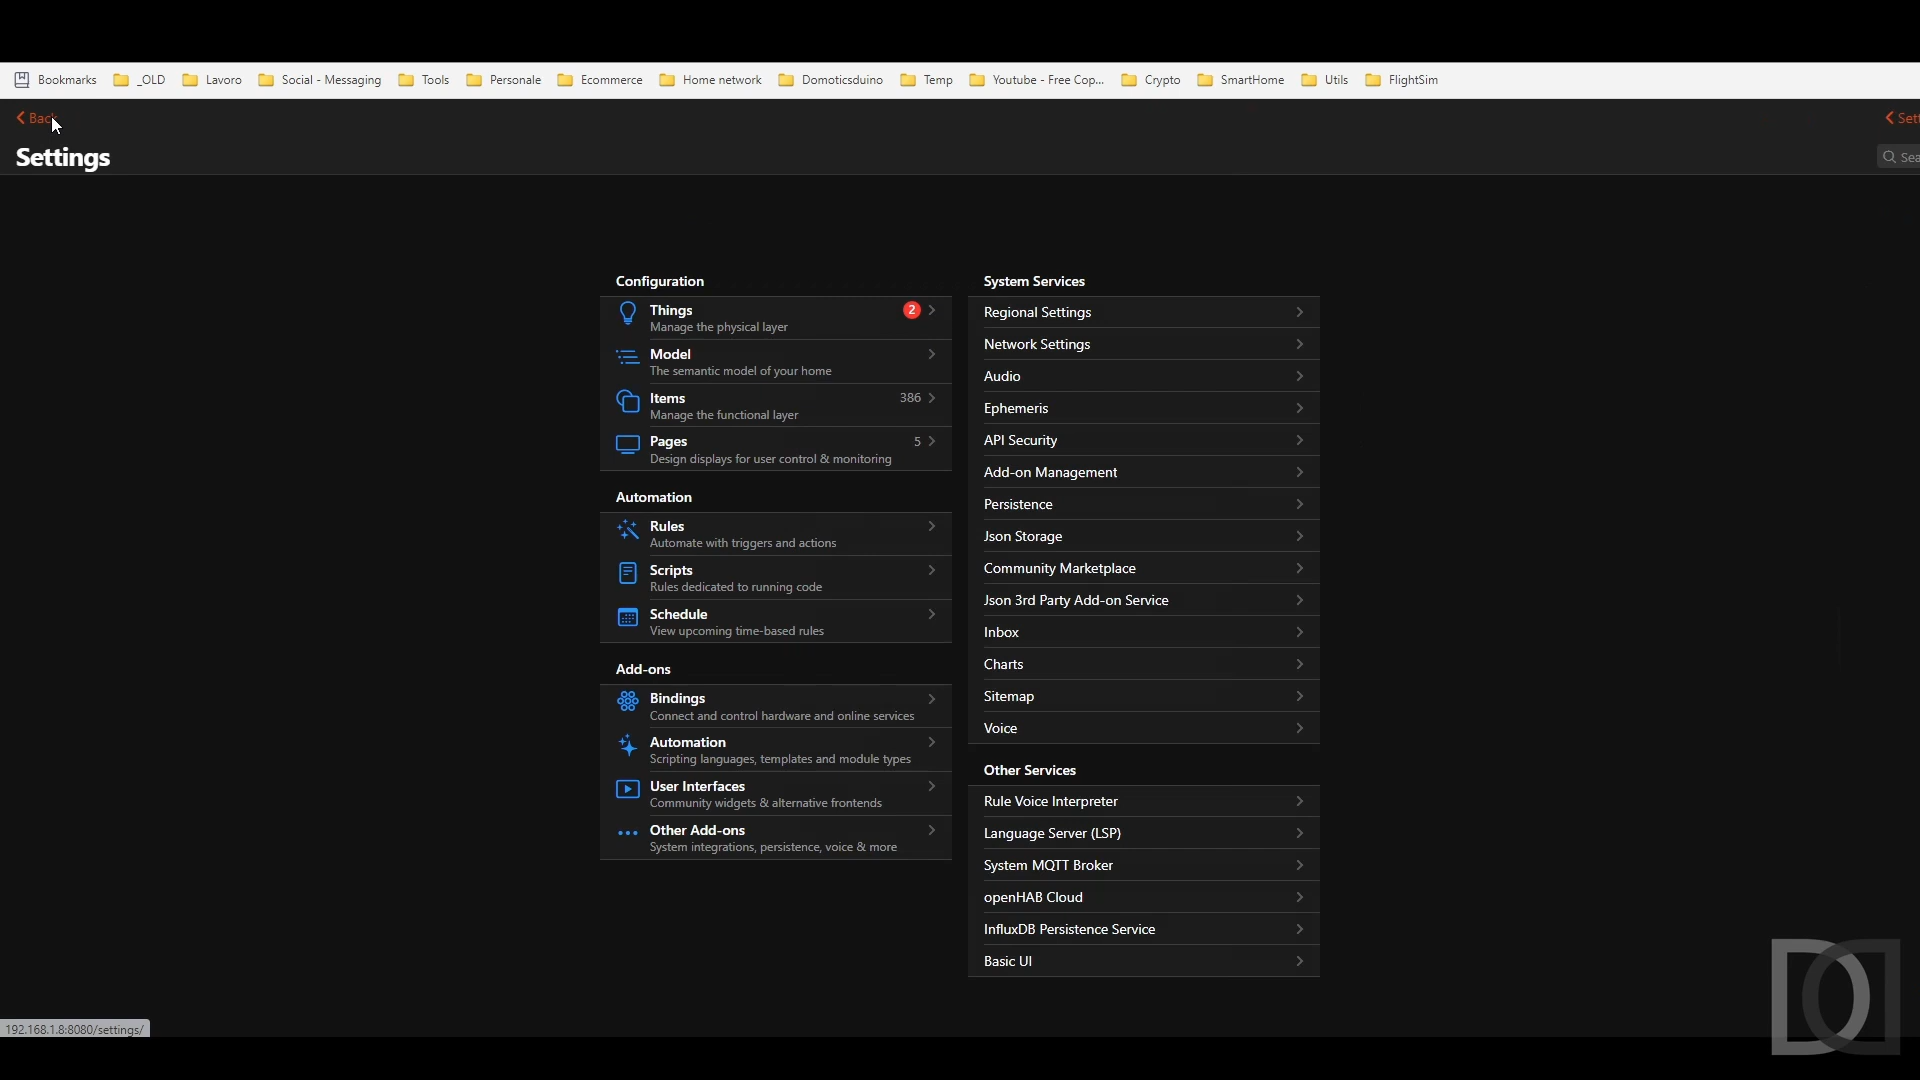 Bookmarks _OLD Lavoro Social - Messaging Tools Personale Ecommerce Home network Domoticsduino Temp Youtube - Free Cop... Crypto SmartHome Utils FlightSim
Back
Sett
Settings
Sea
Configuration
Things 2
Manage the physical layer
Model
The semantic model of your home
Items 386
Manage the functional layer
Pages 5
Design displays for user control & monitoring
Automation
Rules
Automate with triggers and actions
Scripts
Rules dedicated to running code
Schedule
View upcoming time-based rules
Add-ons
Bindings
Connect and control hardware and online services
Automation
Scripting languages, templates and module types
User Interfaces
Community widgets & alternative frontends
Other Add-ons
System integrations, persistence, voice & more
System Services
Regional Settings
Network Settings
Audio
Ephemeris
API Security
Add-on Management
Persistence
Json Storage
Community Marketplace
Json 3rd Party Add-on Service
Inbox
Charts
Sitemap
Voice
Other Services
Rule Voice Interpreter
Language Server (LSP)
System MQTT Broker
openHAB Cloud
InfluxDB Persistence Service
Basic UI
192.168.1.8:8080/settings/